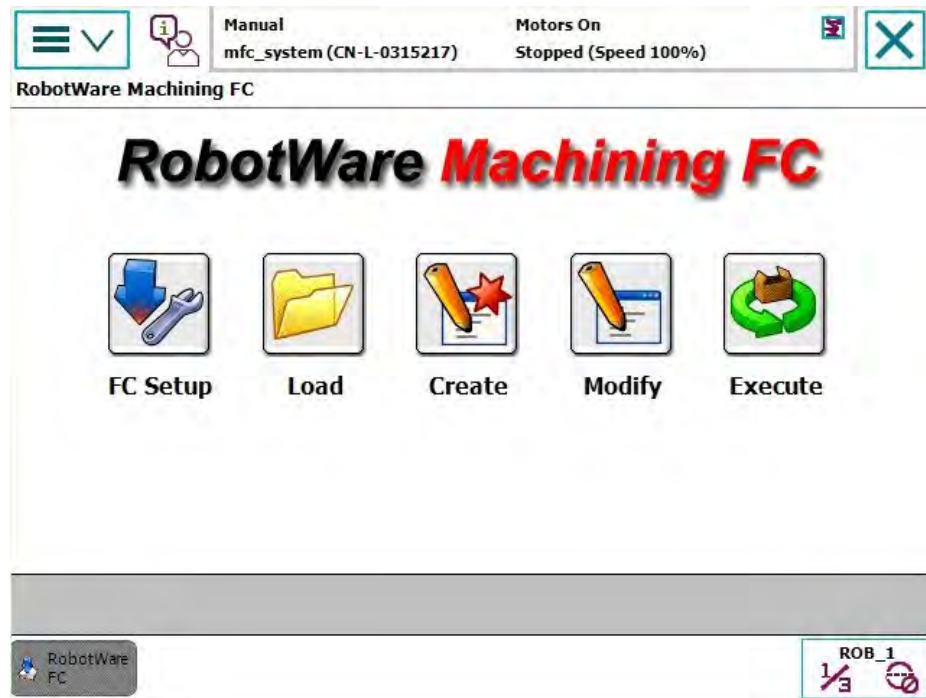 Manual
mfc_system (CN-L-0315217)
Motors On
Stopped (Speed 100%)
RobotWare Machining FC
RobotWare Machining FC
FC Setup
Load
Create
Modify
Execute
RobotWare
FC
ROB_1
1/3